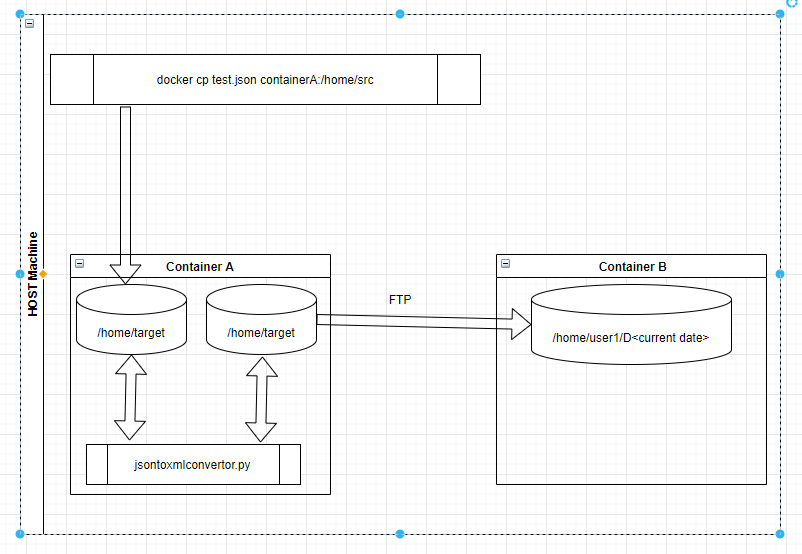 docker cp test.json containerA:/home/src
HOST Machine
Container A
Container B
FTP
/home/target
/home/target
/home/user1/D<current date>
jsontoxmlconvertor.py